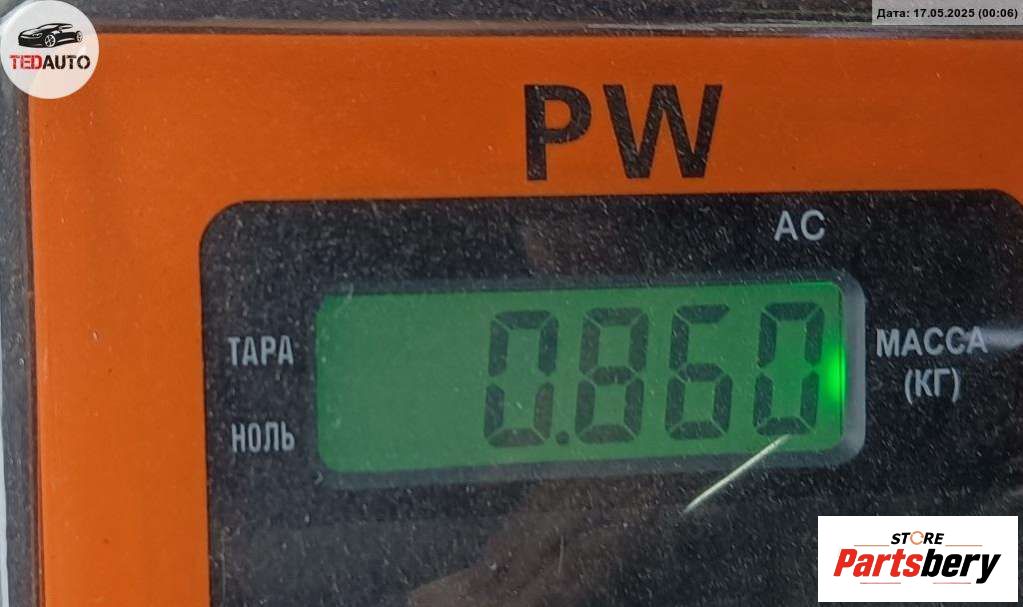 Дата: 17.05.2025 (00:06)
TEDAUTO
PW
AC
ТАРА
0.860
МАССА
(КГ)
НОЛЬ
STORE
Partsbery